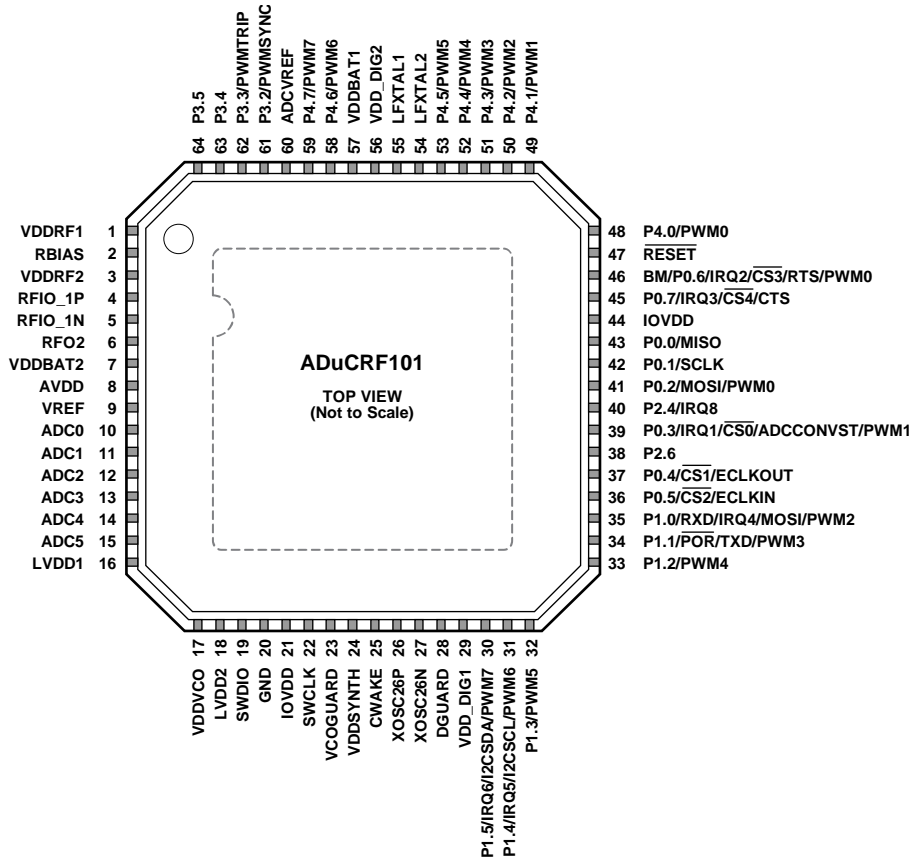 64 P3.5
63 P3.4
62 P3.3/PWMTRIP
61 P3.2/PWMSYNC
60 ADCVREF
59 P4.7/PWM7
58 P4.6/PWM6
57 VDDBAT1
56 VDD_DIG2
55 LFXTAL1
54 LFXTAL2
53 P4.5/PWM5
52 P4.4/PWM4
51 P4.3/PWM3
50 P4.2/PWM2
49 P4.1/PWM1
VDDRF1 1
RBIAS 2
VDDRF2 3
RFIO_1P 4
RFIO_1N 5
RFO2 6
VDDBAT2 7
AVDD 8
VREF 9
ADC0 10
ADC1 11
ADC2 12
ADC3 13
ADC4 14
ADC5 15
LVDD1 16
ADuCRF101
TOP VIEW
(Not to Scale)
48 P4.0/PWM0
47 RESET
46 BM/P0.6/IRQ2/CS3/RTS/PWM0
45 P0.7/IRQ3/CS4/CTS
44 IOVDD
43 P0.0/MISO
42 P0.1/SCLK
41 P0.2/MOSI/PWM0
40 P2.4/IRQ8
39 P0.3/IRQ1/CS0/ADCCONVST/PWM1
38 P2.6
37 P0.4/CS1/ECLKOUT
36 P0.5/CS2/ECLKIN
35 P1.0/RXD/IRQ4/MOSI/PWM2
34 P1.1/POR/TXD/PWM3
33 P1.2/PWM4
VDDVCO 17
LVDD2 18
SWDIO 19
GND 20
IOVDD 21
SWCLK 22
VCOGUARD 23
VDDSYNTH 24
CWAKE 25
XOSC26P 26
XOSC26N 27
DGUARD 28
VDD_DIG1 29
P1.5/IRQ6/I2CSDA/PWM7 30
P1.4/IRQ5/I2CSCL/PWM6 31
P1.3/PWM5 32